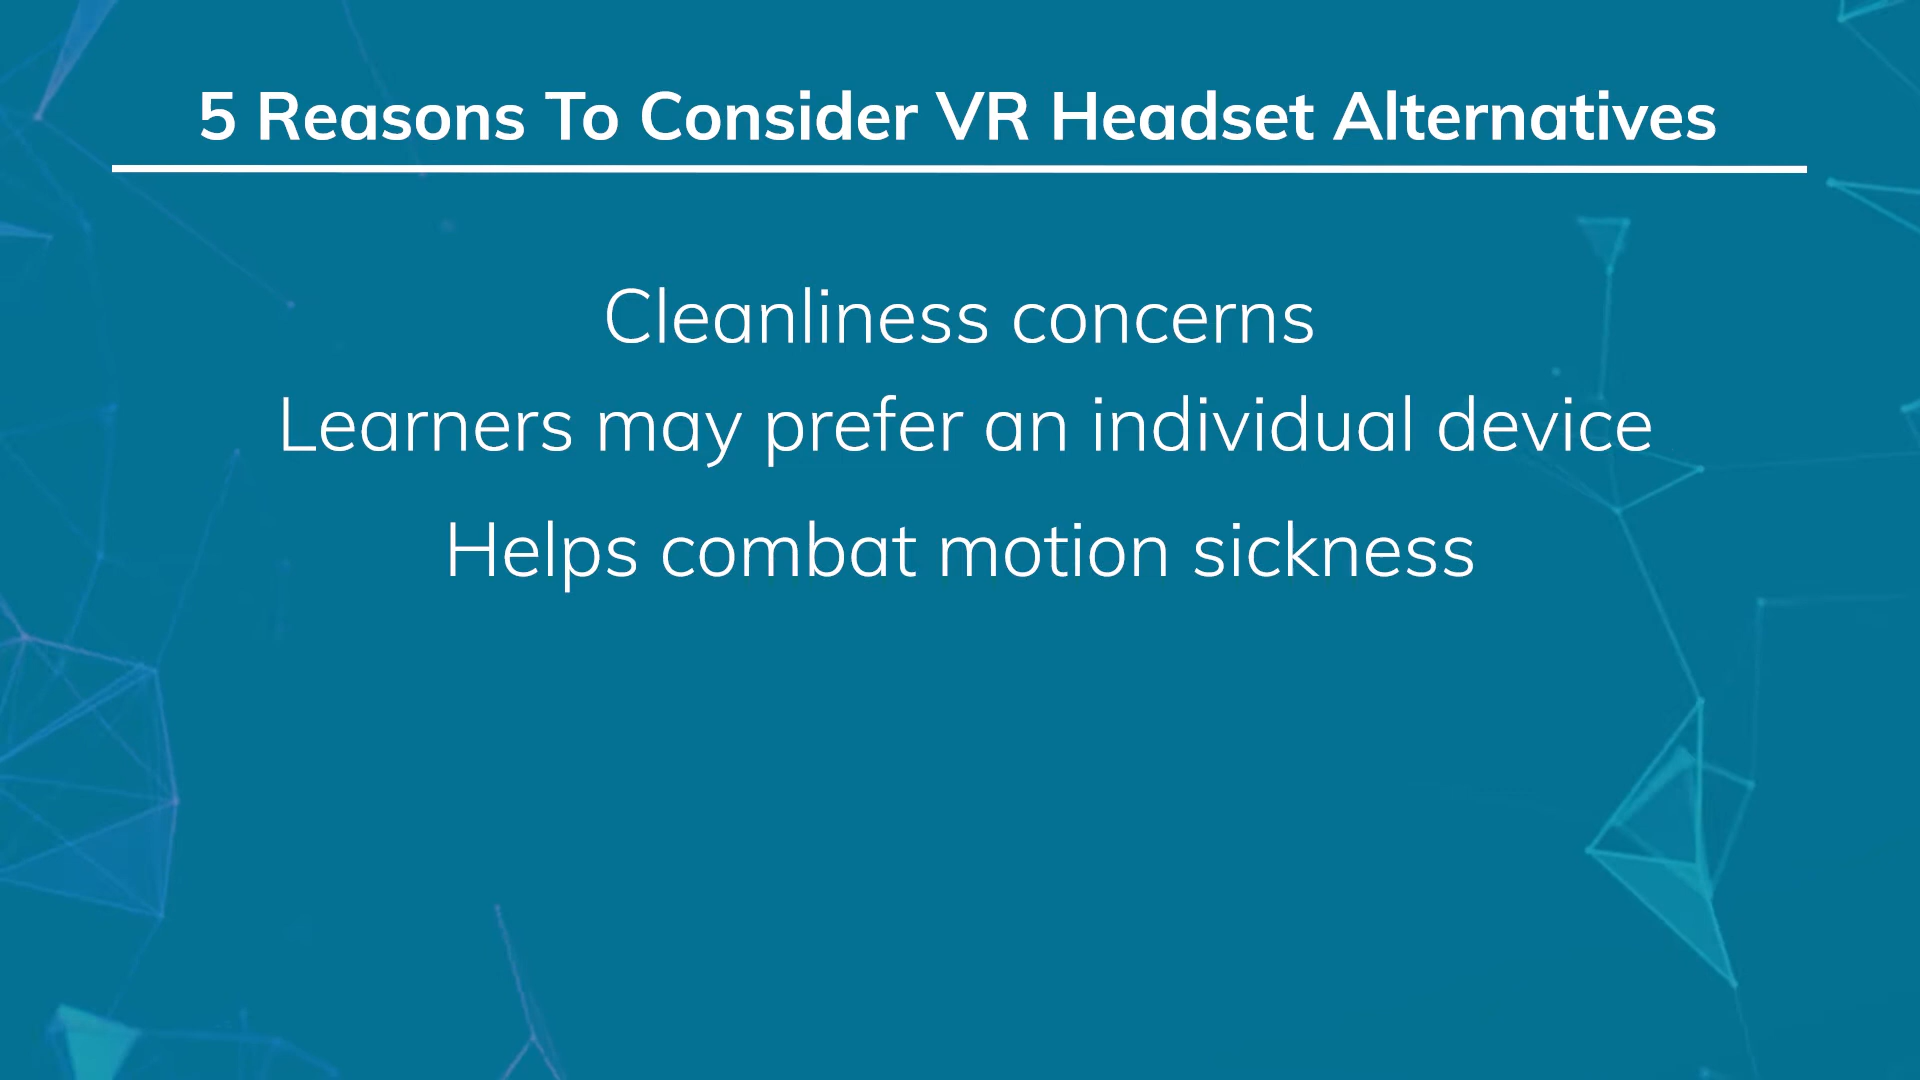 5 Reasons To Consider VR Headset Alternatives
Cleanliness concerns
Learners may prefer an individual device
Helps combat motion sickness